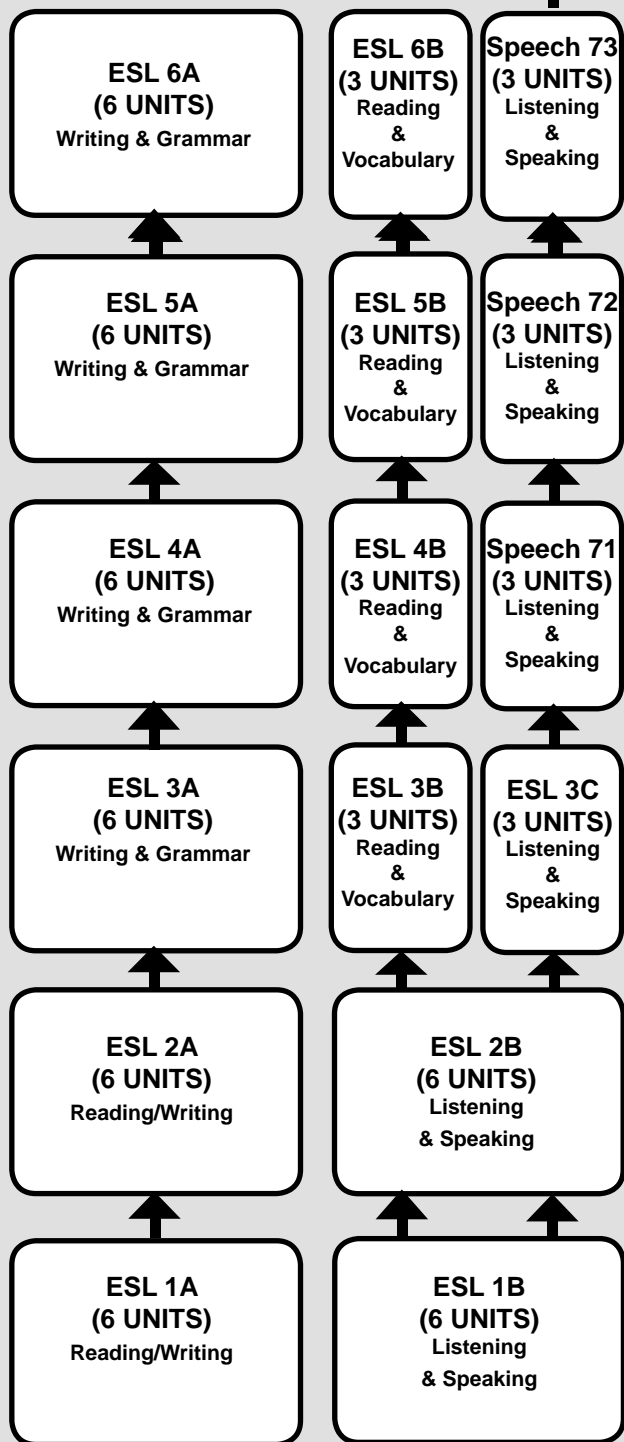 ESL 6A
(6 UNITS)
Writing & Grammar
ESL 6B
(3 UNITS)
Reading
&
Vocabulary
Speech 73
(3 UNITS)
Listening
&
Speaking
ESL 5A
(6 UNITS)
Writing & Grammar
ESL 5B
(3 UNITS)
Reading
&
Vocabulary
Speech 72
(3 UNITS)
Listening
&
Speaking
ESL 4A
(6 UNITS)
Writing & Grammar
ESL 4B
(3 UNITS)
Reading
&
Vocabulary
Speech 71
(3 UNITS)
Listening
&
Speaking
ESL 3A
(6 UNITS)
Writing & Grammar
ESL 3B
(3 UNITS)
Reading
&
Vocabulary
ESL 3C
(3 UNITS)
Listening
&
Speaking
ESL 2A
(6 UNITS)
Reading/Writing
ESL 2B
(6 UNITS)
Listening
& Speaking
ESL 1A
(6 UNITS)
Reading/Writing
ESL 1B
(6 UNITS)
Listening
& Speaking